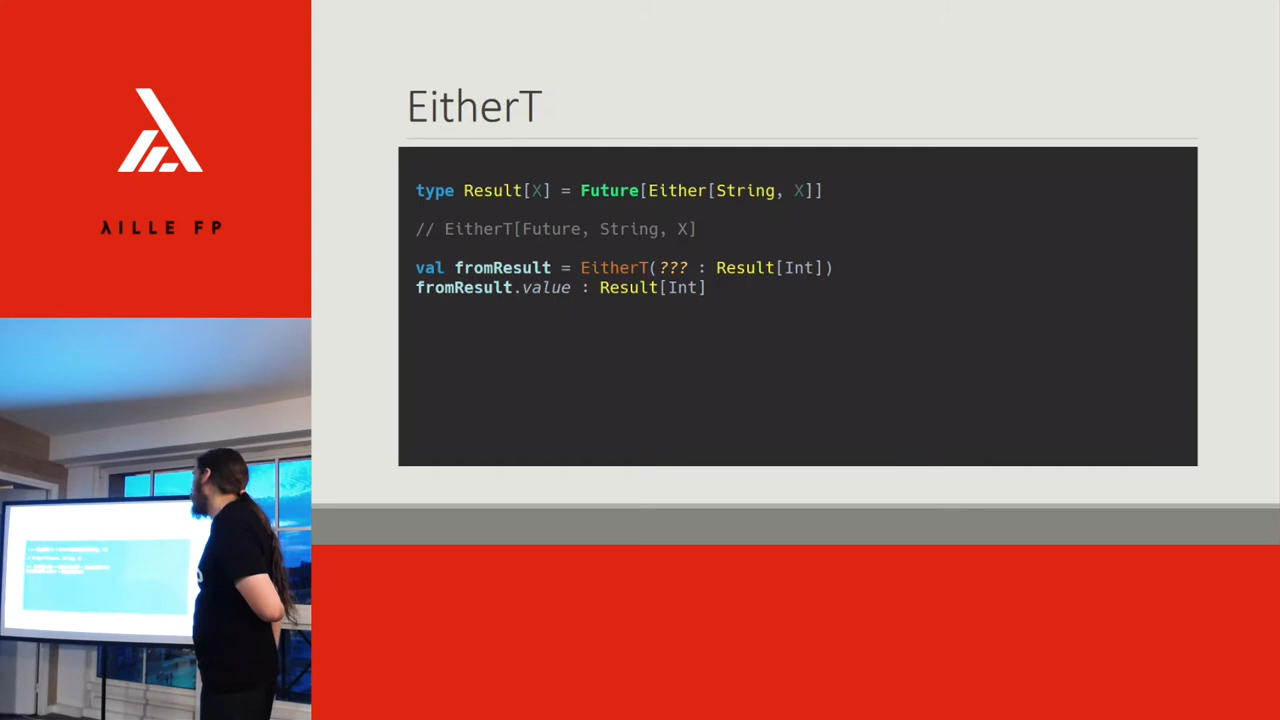 λILLE FP
EitherT
type Result[X] = Future[Either[String, X]]
// EitherT[Future, String, X]
val fromResult = EitherT(??? : Result[Int])
fromResult.value : Result[Int]